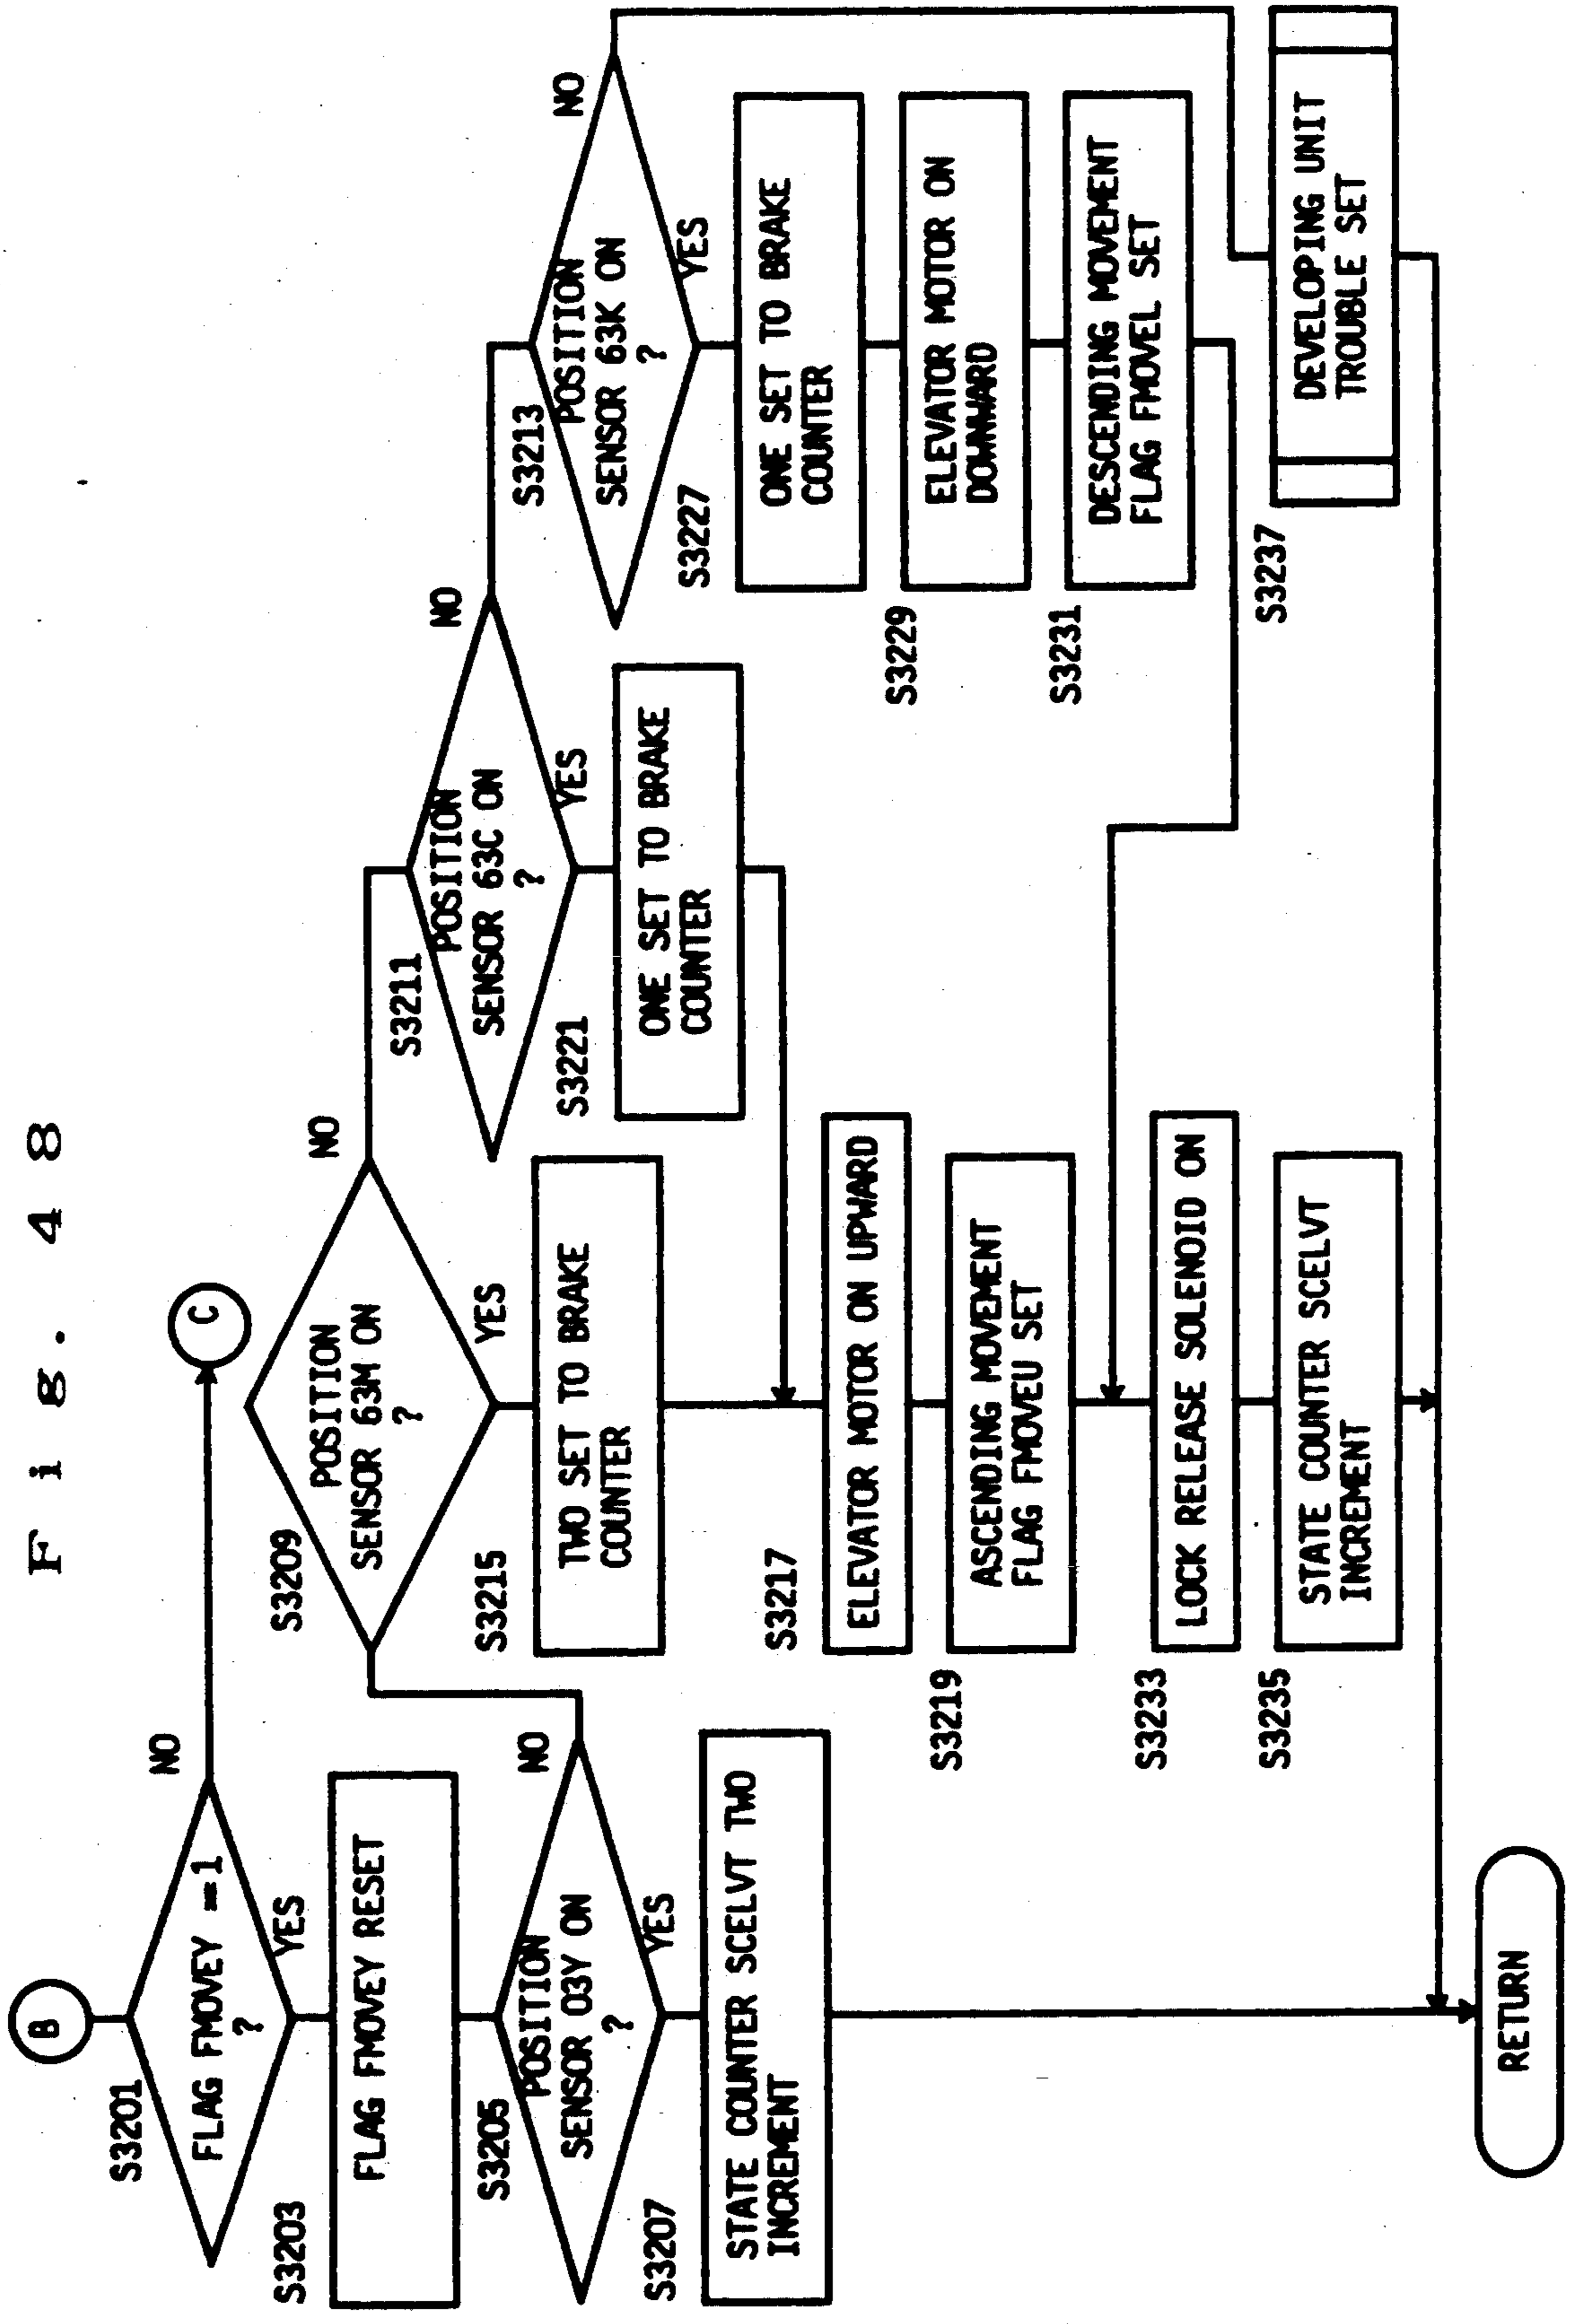 Fig. 48
B
S3201
FLAG FMOVEY = 1
?
NO
YES
C
S3203
FLAG FMOVEY RESET
S3205
POSITION
SENSOR 03Y ON
?
NO
YES
S3207
STATE COUNTER SCELVT TWO
INCREMENT
S3209
POSITION
SENSOR 63M ON
?
NO
YES
S3215
TWO SET TO BRAKE
COUNTER
S3217
ELEVATOR MOTOR ON UPWARD
S3219
ASCENDING MOVEMENT
FLAG FMOVEU SET
S3233
LOCK RELEASE SOLENOID ON
S3235
STATE COUNTER SCELVT
INCREMENT
S3211
POSITION
SENSOR 63C ON
?
NO
YES
S3221
ONE SET TO BRAKE
COUNTER
S3213
POSITION
SENSOR 63K ON
?
NO
YES
S3227
ONE SET TO BRAKE
COUNTER
S3229
ELEVATOR MOTOR ON
DOWNWARD
S3231
DESCENDING MOVEMENT
FLAG FMOVEL SET
S3237
DEVELOPING UNIT
TROUBLE SET
RETURN